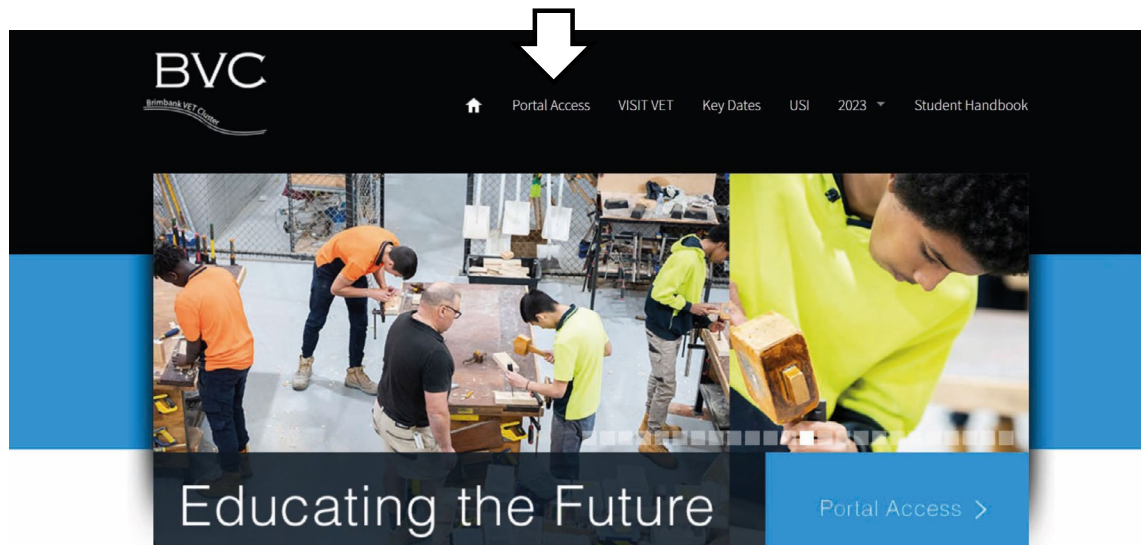 BVC
Brimbank VET Cluster
Portal Access VISIT VET Key Dates USI 2023 Student Handbook
Educating the Future
Portal Access >